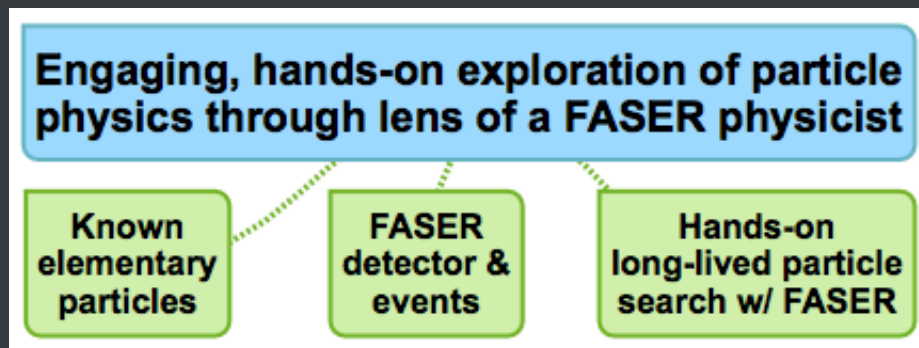 Engaging, hands-on exploration of particle
physics through lens of a FASER physicist
Known
elementary
particles
FASER
detector &
events
Hands-on
long-lived particle
search w/ FASER